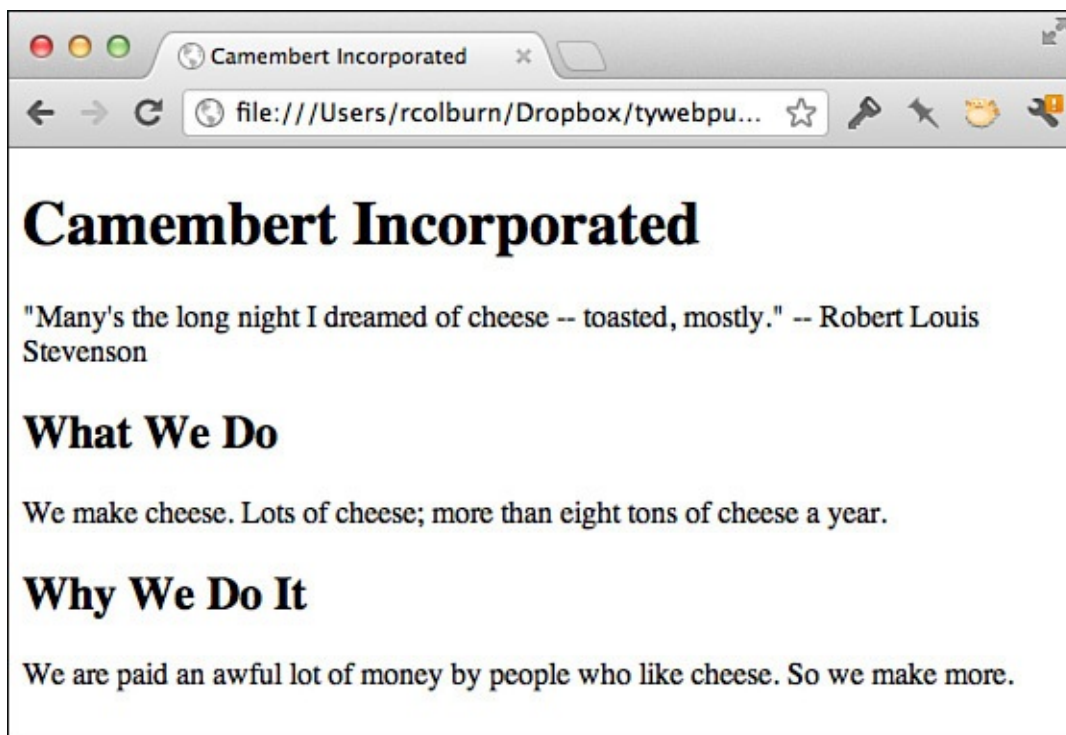 Camembert Incorporated
file:///Users/rcolburn/Dropbox/tywebpu...
Camembert Incorporated
"Many's the long night I dreamed of cheese -- toasted, mostly." -- Robert Louis
Stevenson
What We Do
We make cheese. Lots of cheese; more than eight tons of cheese a year.
Why We Do It
We are paid an awful lot of money by people who like cheese. So we make more.